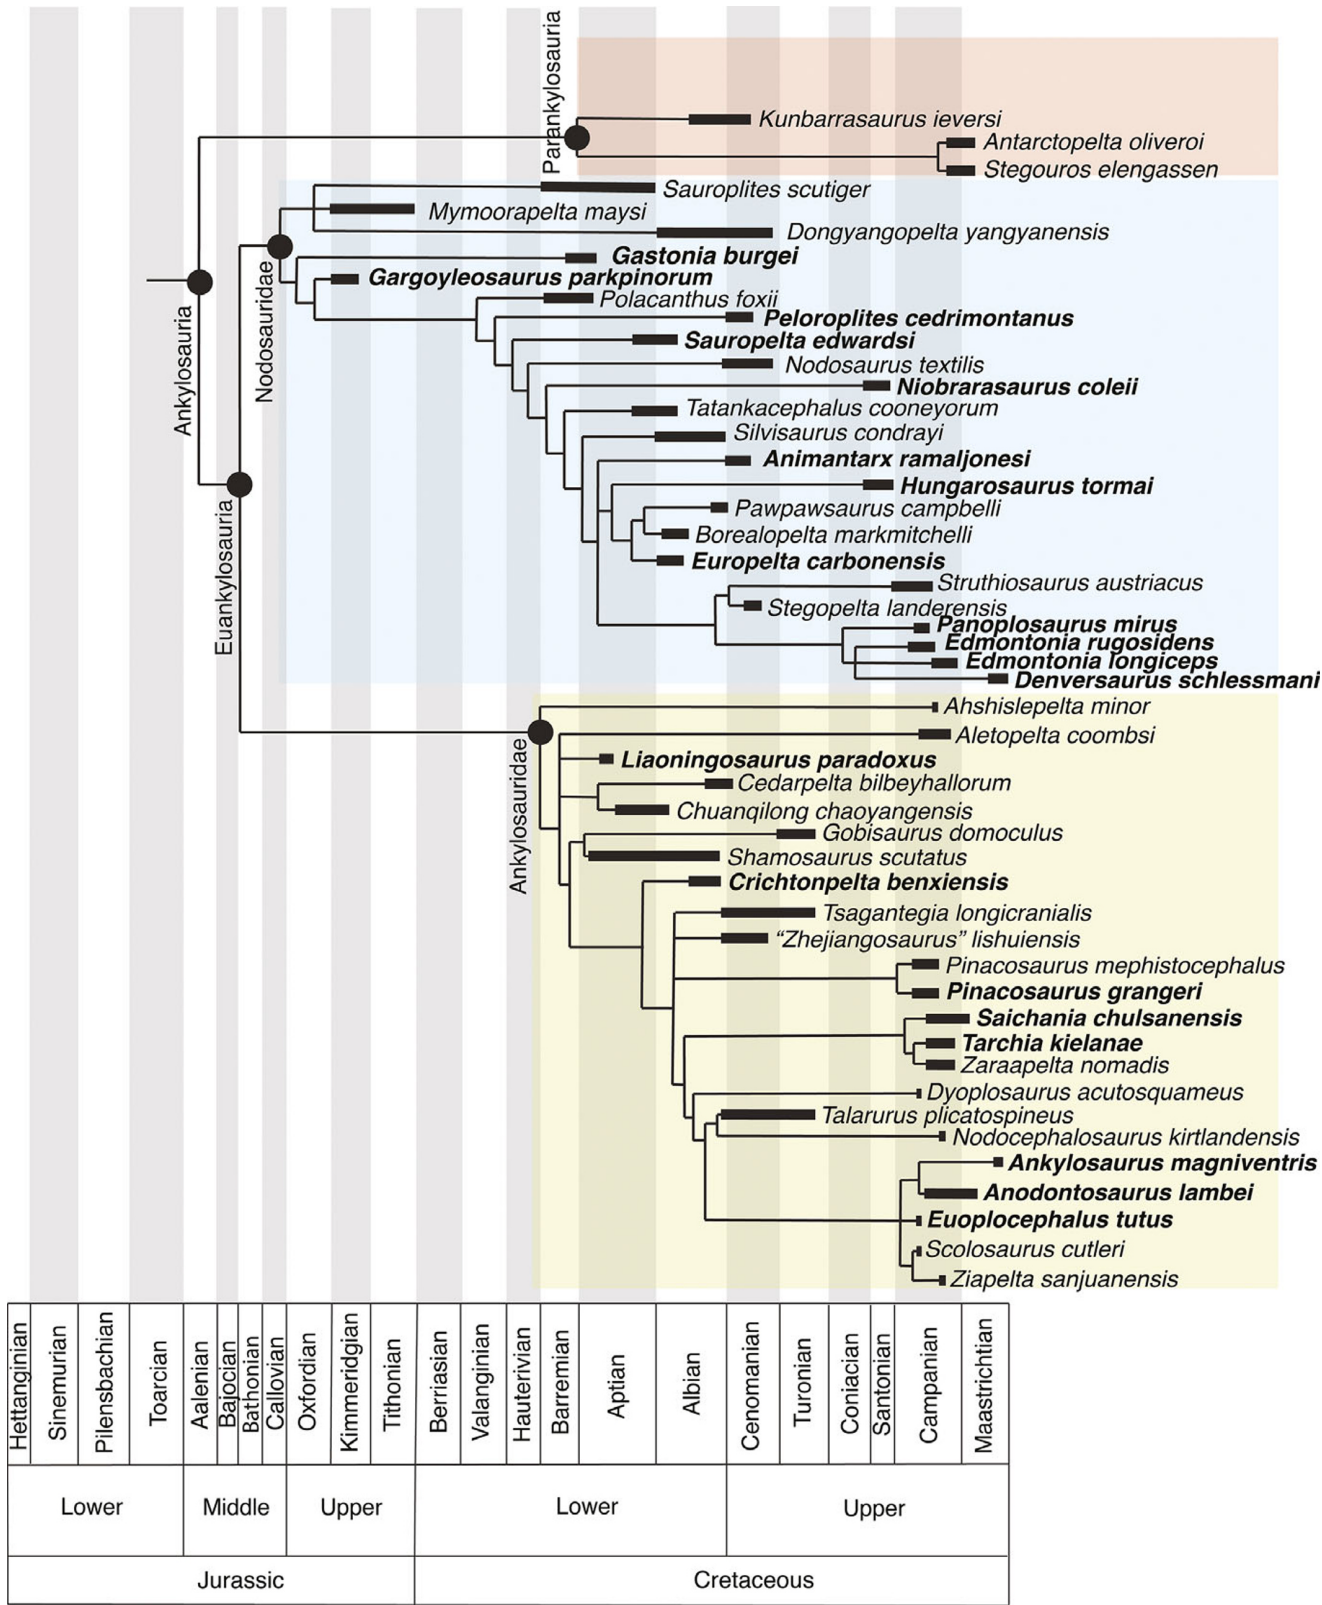 Parankylosauria
Kunbarrasaurus ieversi
Antarctopelta oliveroi
Stegouros elengassen
Sauroplites scutiger
Mymoorapelta maysi
Dongyangopelta yangyanensis
Gastonia burgei
Gargoyleosaurus parkpinorum
Polacanthus foxii
Peloroplites cedrimontanus
Sauropelta edwardsi
Nodosaurus textilis
Niobrarasaurus coleii
Tatankacephalus cooneyorum
Silvisaurus condrayi
Animantarx ramaljonesi
Hungarosaurus tormai
Pawpawsaurus campbelli
Borealopelta markmitchelli
Europelta carbonensis
Struthiosaurus austriacus
Stegopelta landerensis
Panoplosaurus mirus
Edmontonia rugosidens
Edmontonia longiceps
Denversaurus schlessmani
Nodosauridae
Ankylosauria
Euankylosauria
Ankylosauridae
Ahshislepelta minor
Aletopelta coombsi
Liaoningosaurus paradoxus
Cedarpelta bilbeyhallorum
Chuanqilong chaoyangensis
Gobisaurus domoculus
Shamosaurus scutatus
Crichtonpelta benxiensis
Tsagantegia longicranialis
“Zhejiangosaurus” lishuiensis
Pinacosaurus mephistocephalus
Pinacosaurus grangeri
Saichania chulsanensis
Tarchia kielanae
Zaraapelta nomadis
Dyoplosaurus acutosquameus
Talarurus plicatospineus
Nodocephalosaurus kirtlandensis
Ankylosaurus magniventris
Anodontosaurus lambei
Euoplocephalus tutus
Scolosaurus cutleri
Ziapelta sanjuanensis
Hettanginian
Sinemurian
Pilensbachian
Toarcian
Aalenian
Bajocian
Bathonian
Callovian
Oxfordian
Kimmeridgian
Tithonian
Berriasian
Valanginian
Hauterivian
Barremian
Aptian
Albian
Cenomanian
Turonian
Coniacian
Santonian
Campanian
Maastrichtian
Lower
Middle
Upper
Lower
Upper
Jurassic
Cretaceous